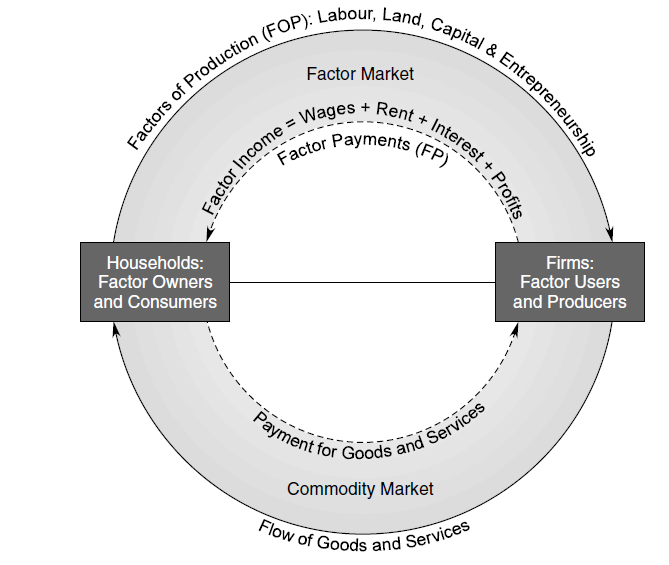 Factors of Production (FOP): Labour, Land, Capital & Entrepreneurship
Factor Market
Factor Income = Wages + Rent + Interest + Profits
Factor Payments (FP)
Households:
Factor Owners
and Consumers
Firms:
Factor Users
and Producers
Payment for Goods and Services
Commodity Market
Flow of Goods and Services